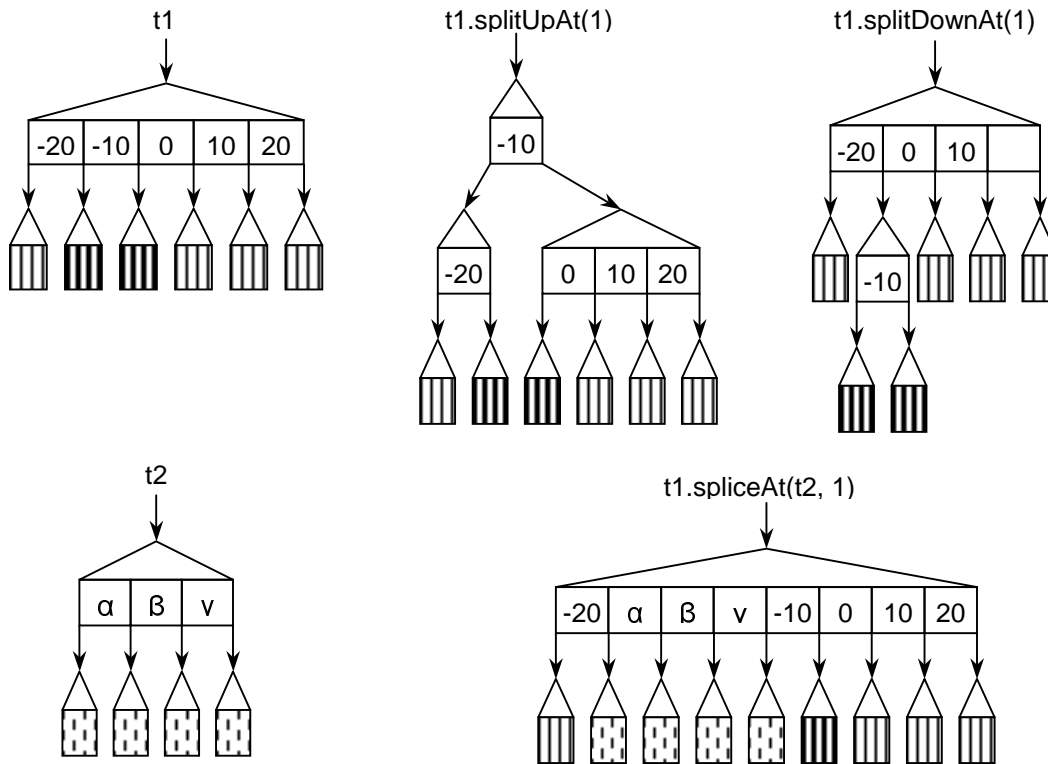 t1
t1.splitUpAt(1)
t1.splitDownAt(1)
-20 -10 0 10 20
-10
-20 0 10
-20
0 10 20
-10
t2
t1.spliceAt(t2, 1)
α β ν
-20 α β ν -10 0 10 20